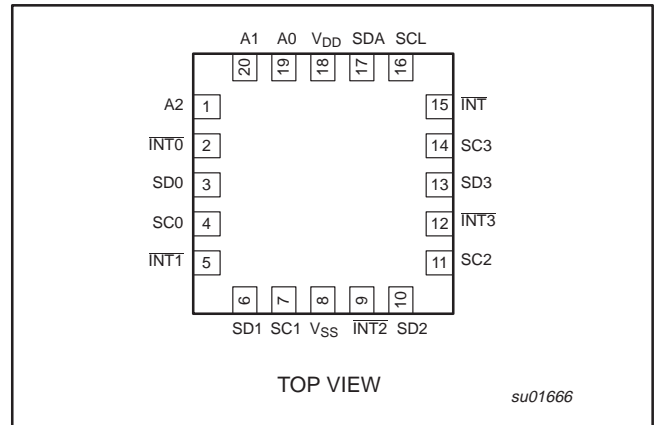 A1 A0 VDD SDA SCL
20 19 18 17 16
A2 1 15 INT
INT0 2 14 SC3
SD0 3 13 SD3
SC0 4 12 INT3
INT1 5 11 SC2
6 7 8 9 10
SD1 SC1 VSS INT2 SD2
TOP VIEW
su01666